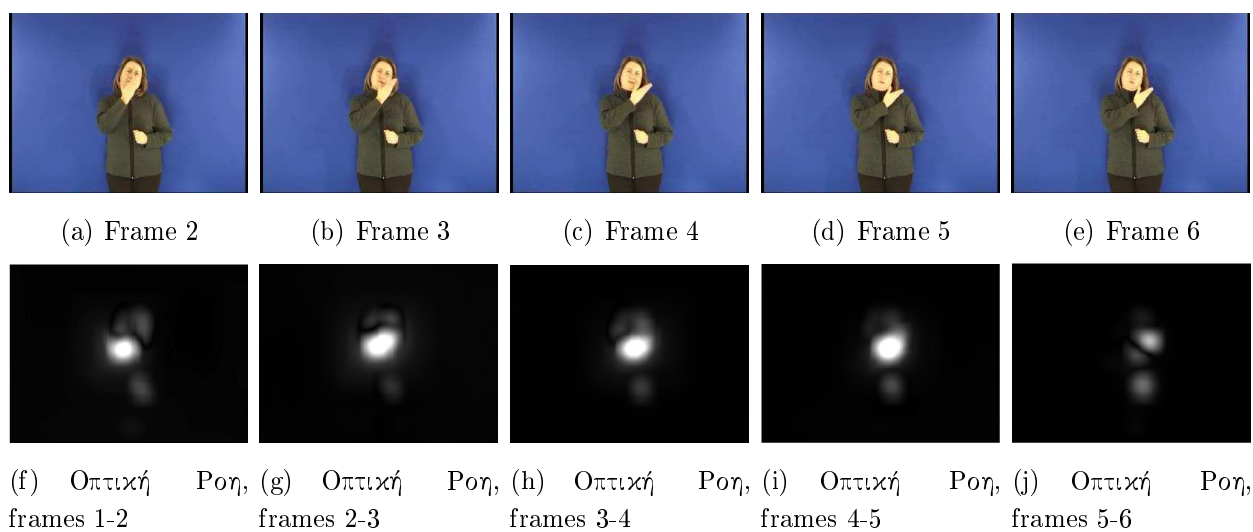 (a) Frame 2
(b) Frame 3
(c) Frame 4
(d) Frame 5
(e) Frame 6
(f) Οπτική Ροη,
frames 1-2
(g) Οπτική Ροη,
frames 2-3
(h) Οπτική Ροη,
frames 3-4
(i) Οπτική Ροη,
frames 4-5
(j) Οπτική Ροη,
frames 5-6